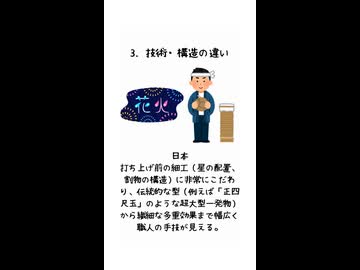 3. 技術・構造の違い
花火
日本
打ち上げ前の細工（星の配置、
割物の構造）に非常にこだわ
り、伝統的な型（例えば「正四
尺玉」のような超大型一発物）
から繊細な多重効果まで幅広く
職人の手技が見える。